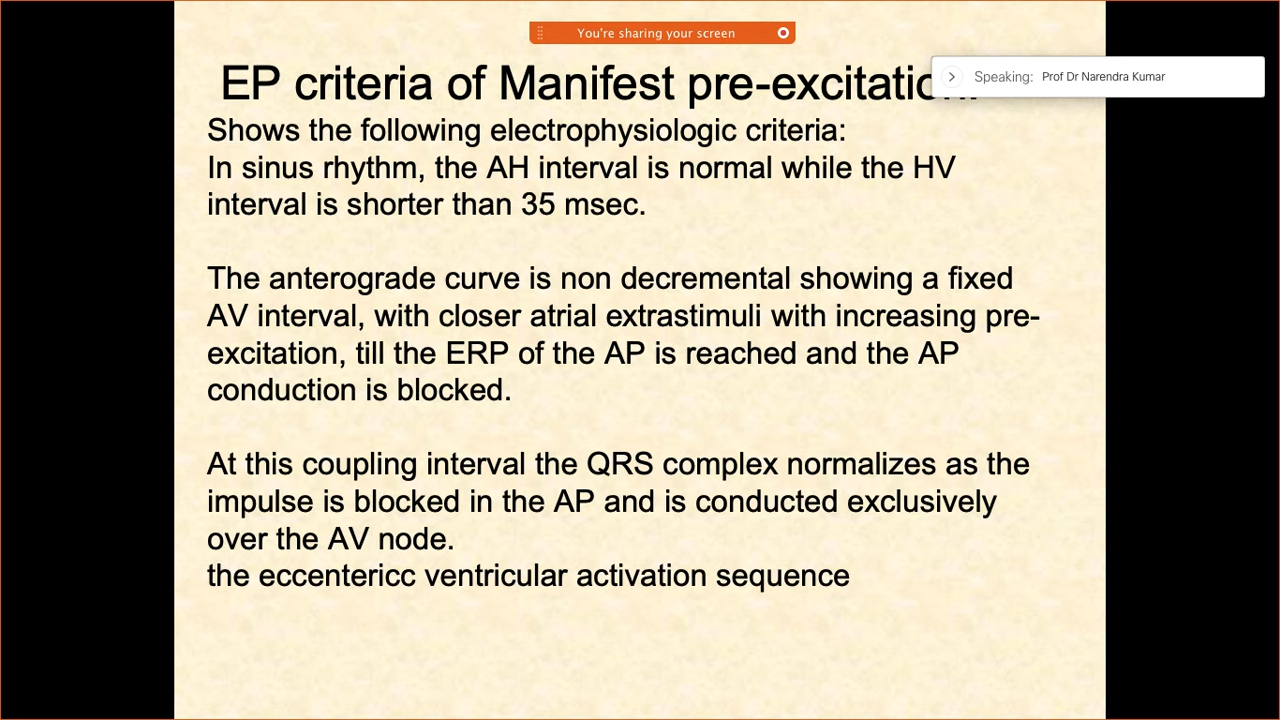 You're sharing your screen
Speaking: Prof Dr Narendra Kumar
EP criteria of Manifest pre-excitation.
Shows the following electrophysiologic criteria:
In sinus rhythm, the AH interval is normal while the HV
interval is shorter than 35 msec.
The anterograde curve is non decremental showing a fixed
AV interval, with closer atrial extrastimuli with increasing pre-
excitation, till the ERP of the AP is reached and the AP
conduction is blocked.
At this coupling interval the QRS complex normalizes as the
impulse is blocked in the AP and is conducted exclusively
over the AV node.
the eccentericc ventricular activation sequence